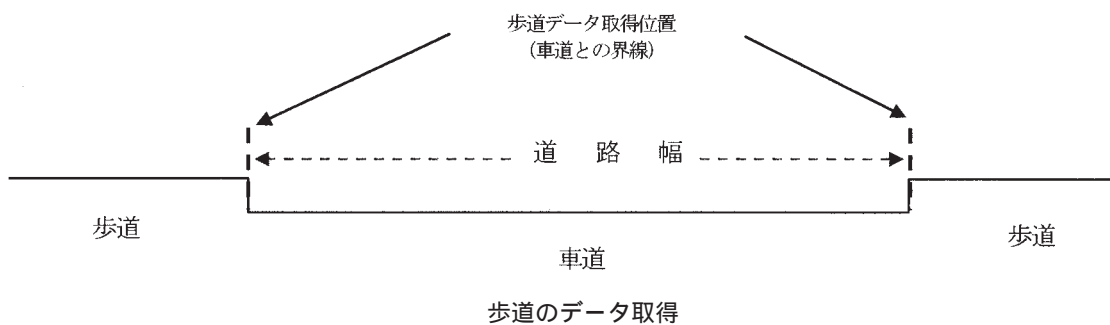 歩道データ取得位置
(車道との界線)
道 路 幅
歩道
歩道
車道
歩道のデータ取得